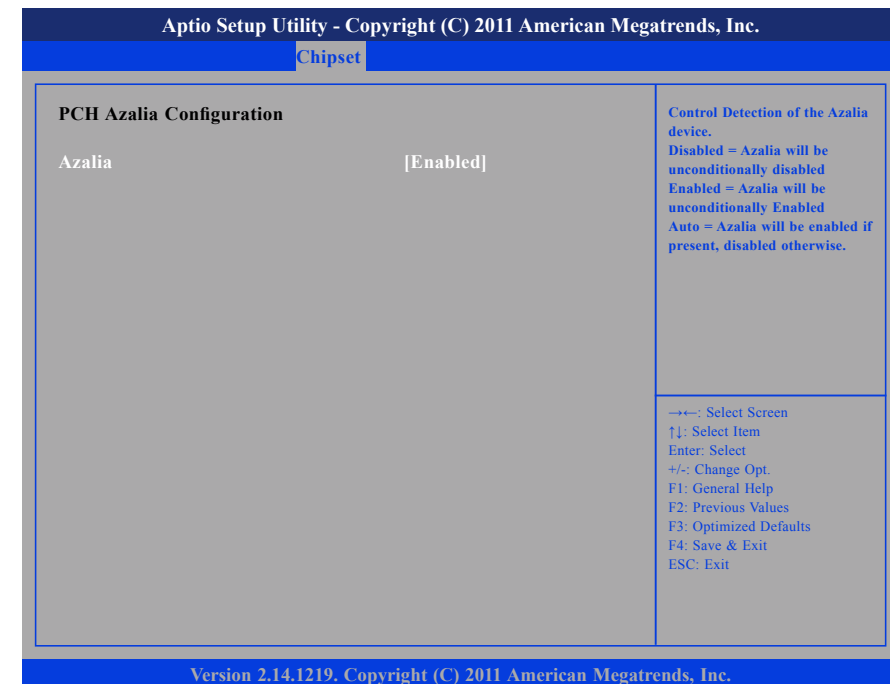 Aptio Setup Utility - Copyright (C) 2011 American Megatrends, Inc.
Chipset
PCH Azalia Configuration
Azalia [Enabled]
Control Detection of the Azalia
device.
Disabled = Azalia will be
unconditionally disabled
Enabled = Azalia will be
unconditionally Enabled
Auto = Azalia will be enabled if
present, disabled otherwise.
→←: Select Screen
↑↓: Select Item
Enter: Select
+/-: Change Opt.
F1: General Help
F2: Previous Values
F3: Optimized Defaults
F4: Save & Exit
ESC: Exit
Version 2.14.1219. Copyright (C) 2011 American Megatrends, Inc.